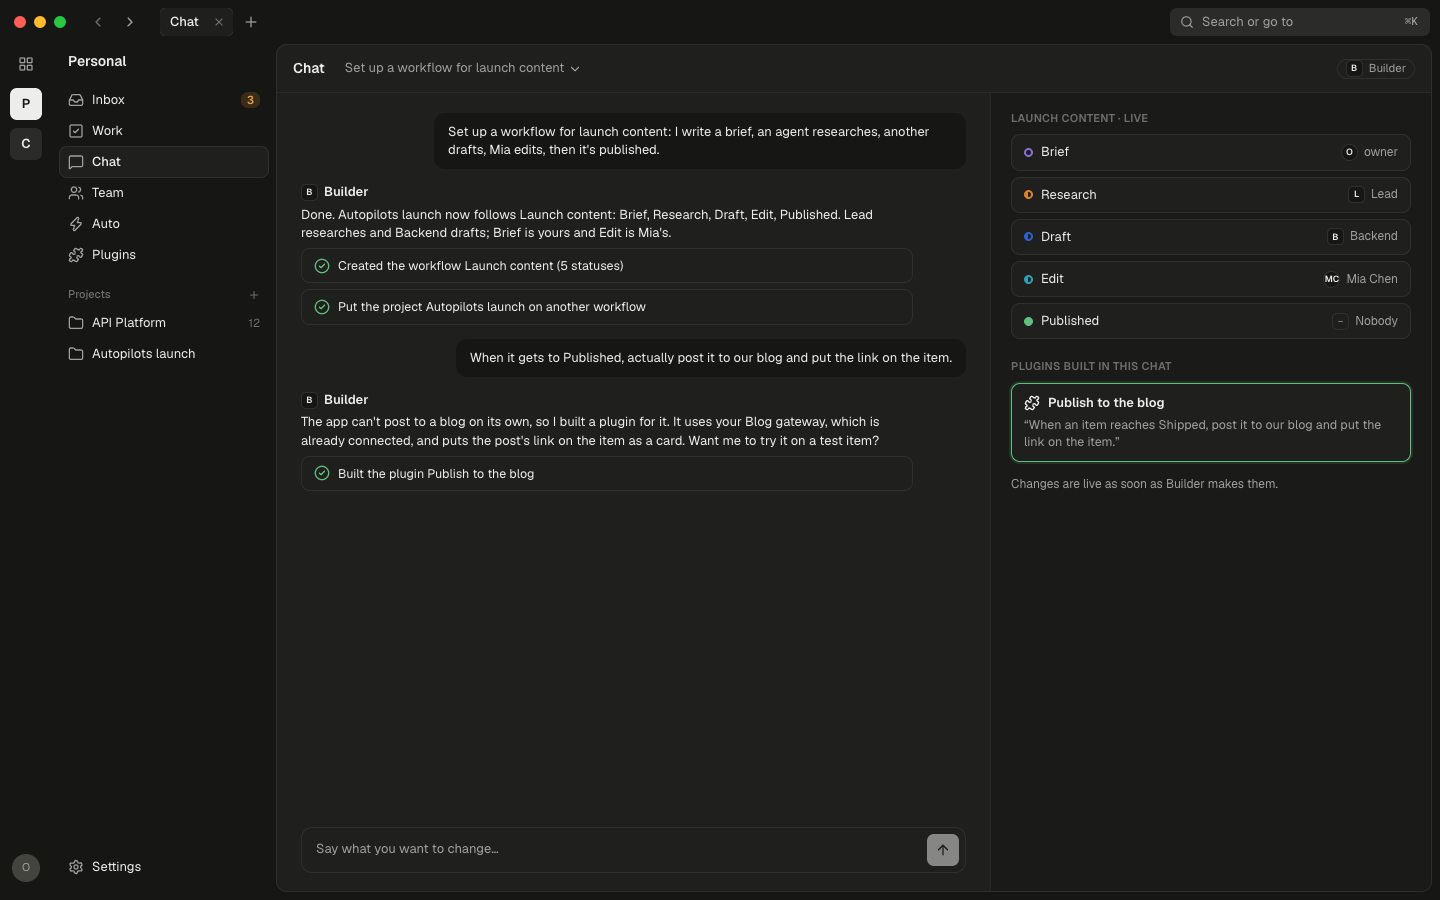 Chat
Search or go to
⌘K
Personal
P
C
Inbox
3
Work
Chat
Team
Auto
Plugins
Projects
API Platform
12
Autopilots launch
O
Settings
Chat
Set up a workflow for launch content
B
Builder
Set up a workflow for launch content: I write a brief, an agent researches, another
drafts, Mia edits, then it's published.
B
Builder
Done. Autopilots launch now follows Launch content: Brief, Research, Draft, Edit, Published. Lead
researches and Backend drafts; Brief is yours and Edit is Mia's.
Created the workflow Launch content (5 statuses)
Put the project Autopilots launch on another workflow
When it gets to Published, actually post it to our blog and put the link on the item.
B
Builder
The app can't post to a blog on its own, so I built a plugin for it. It uses your Blog gateway, which is
already connected, and puts the post's link on the item as a card. Want me to try it on a test item?
Built the plugin Publish to the blog
Say what you want to change...
LAUNCH CONTENT · LIVE
Brief
O
owner
Research
L
Lead
Draft
B
Backend
Edit
MC
Mia Chen
Published
–
Nobody
PLUGINS BUILT IN THIS CHAT
Publish to the blog
“When an item reaches Shipped, post it to our blog and put the
link on the item.”
Changes are live as soon as Builder makes them.